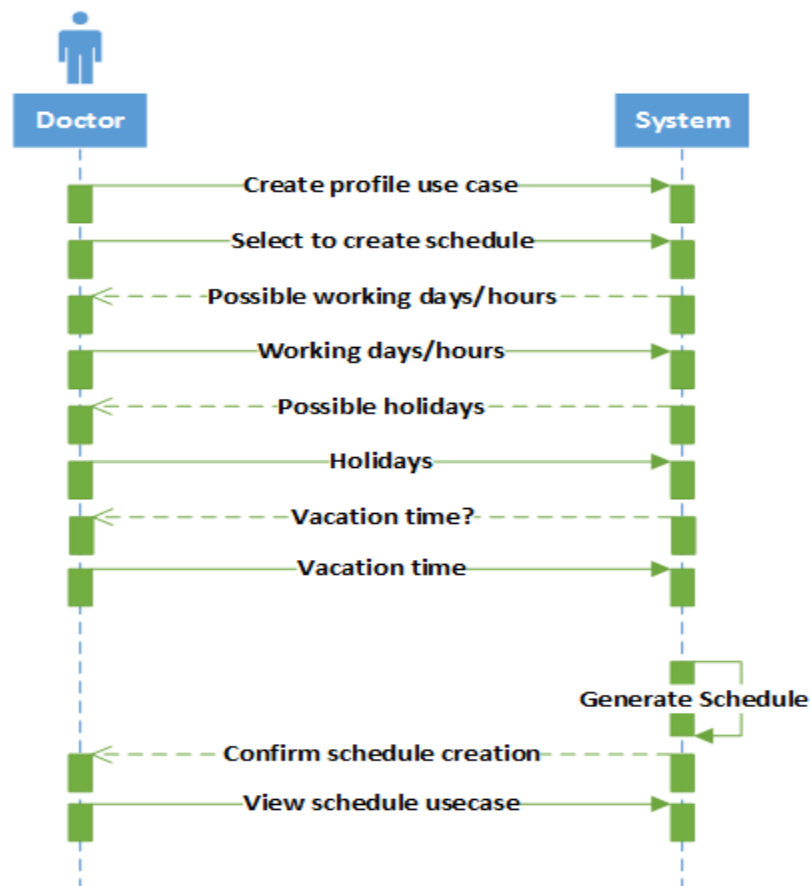 Doctor
System
Create profile use case
Select to create schedule
Possible working days/hours
Working days/hours
Possible holidays
Holidays
Vacation time?
Vacation time
Generate Schedule
Confirm schedule creation
View schedule usecase